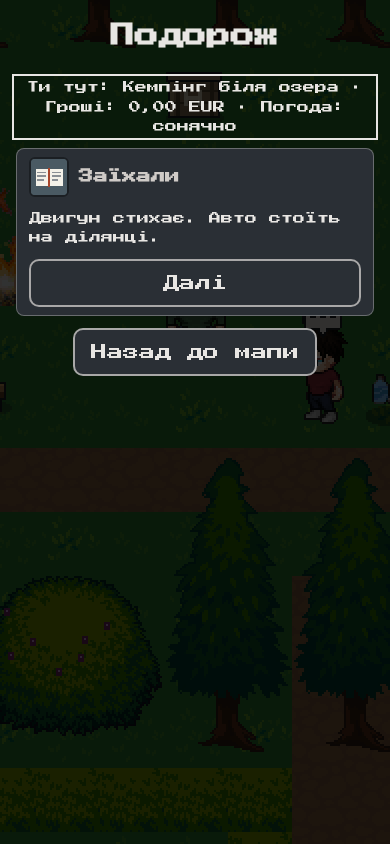 Подорож
Ти тут: Кемпінг біля озера ·
Гроші: 0,00 EUR · Погода:
сонячно
Заїхали
Двигун стихає. Авто стоїть
на ділянці.
Далі
Назад до мапи